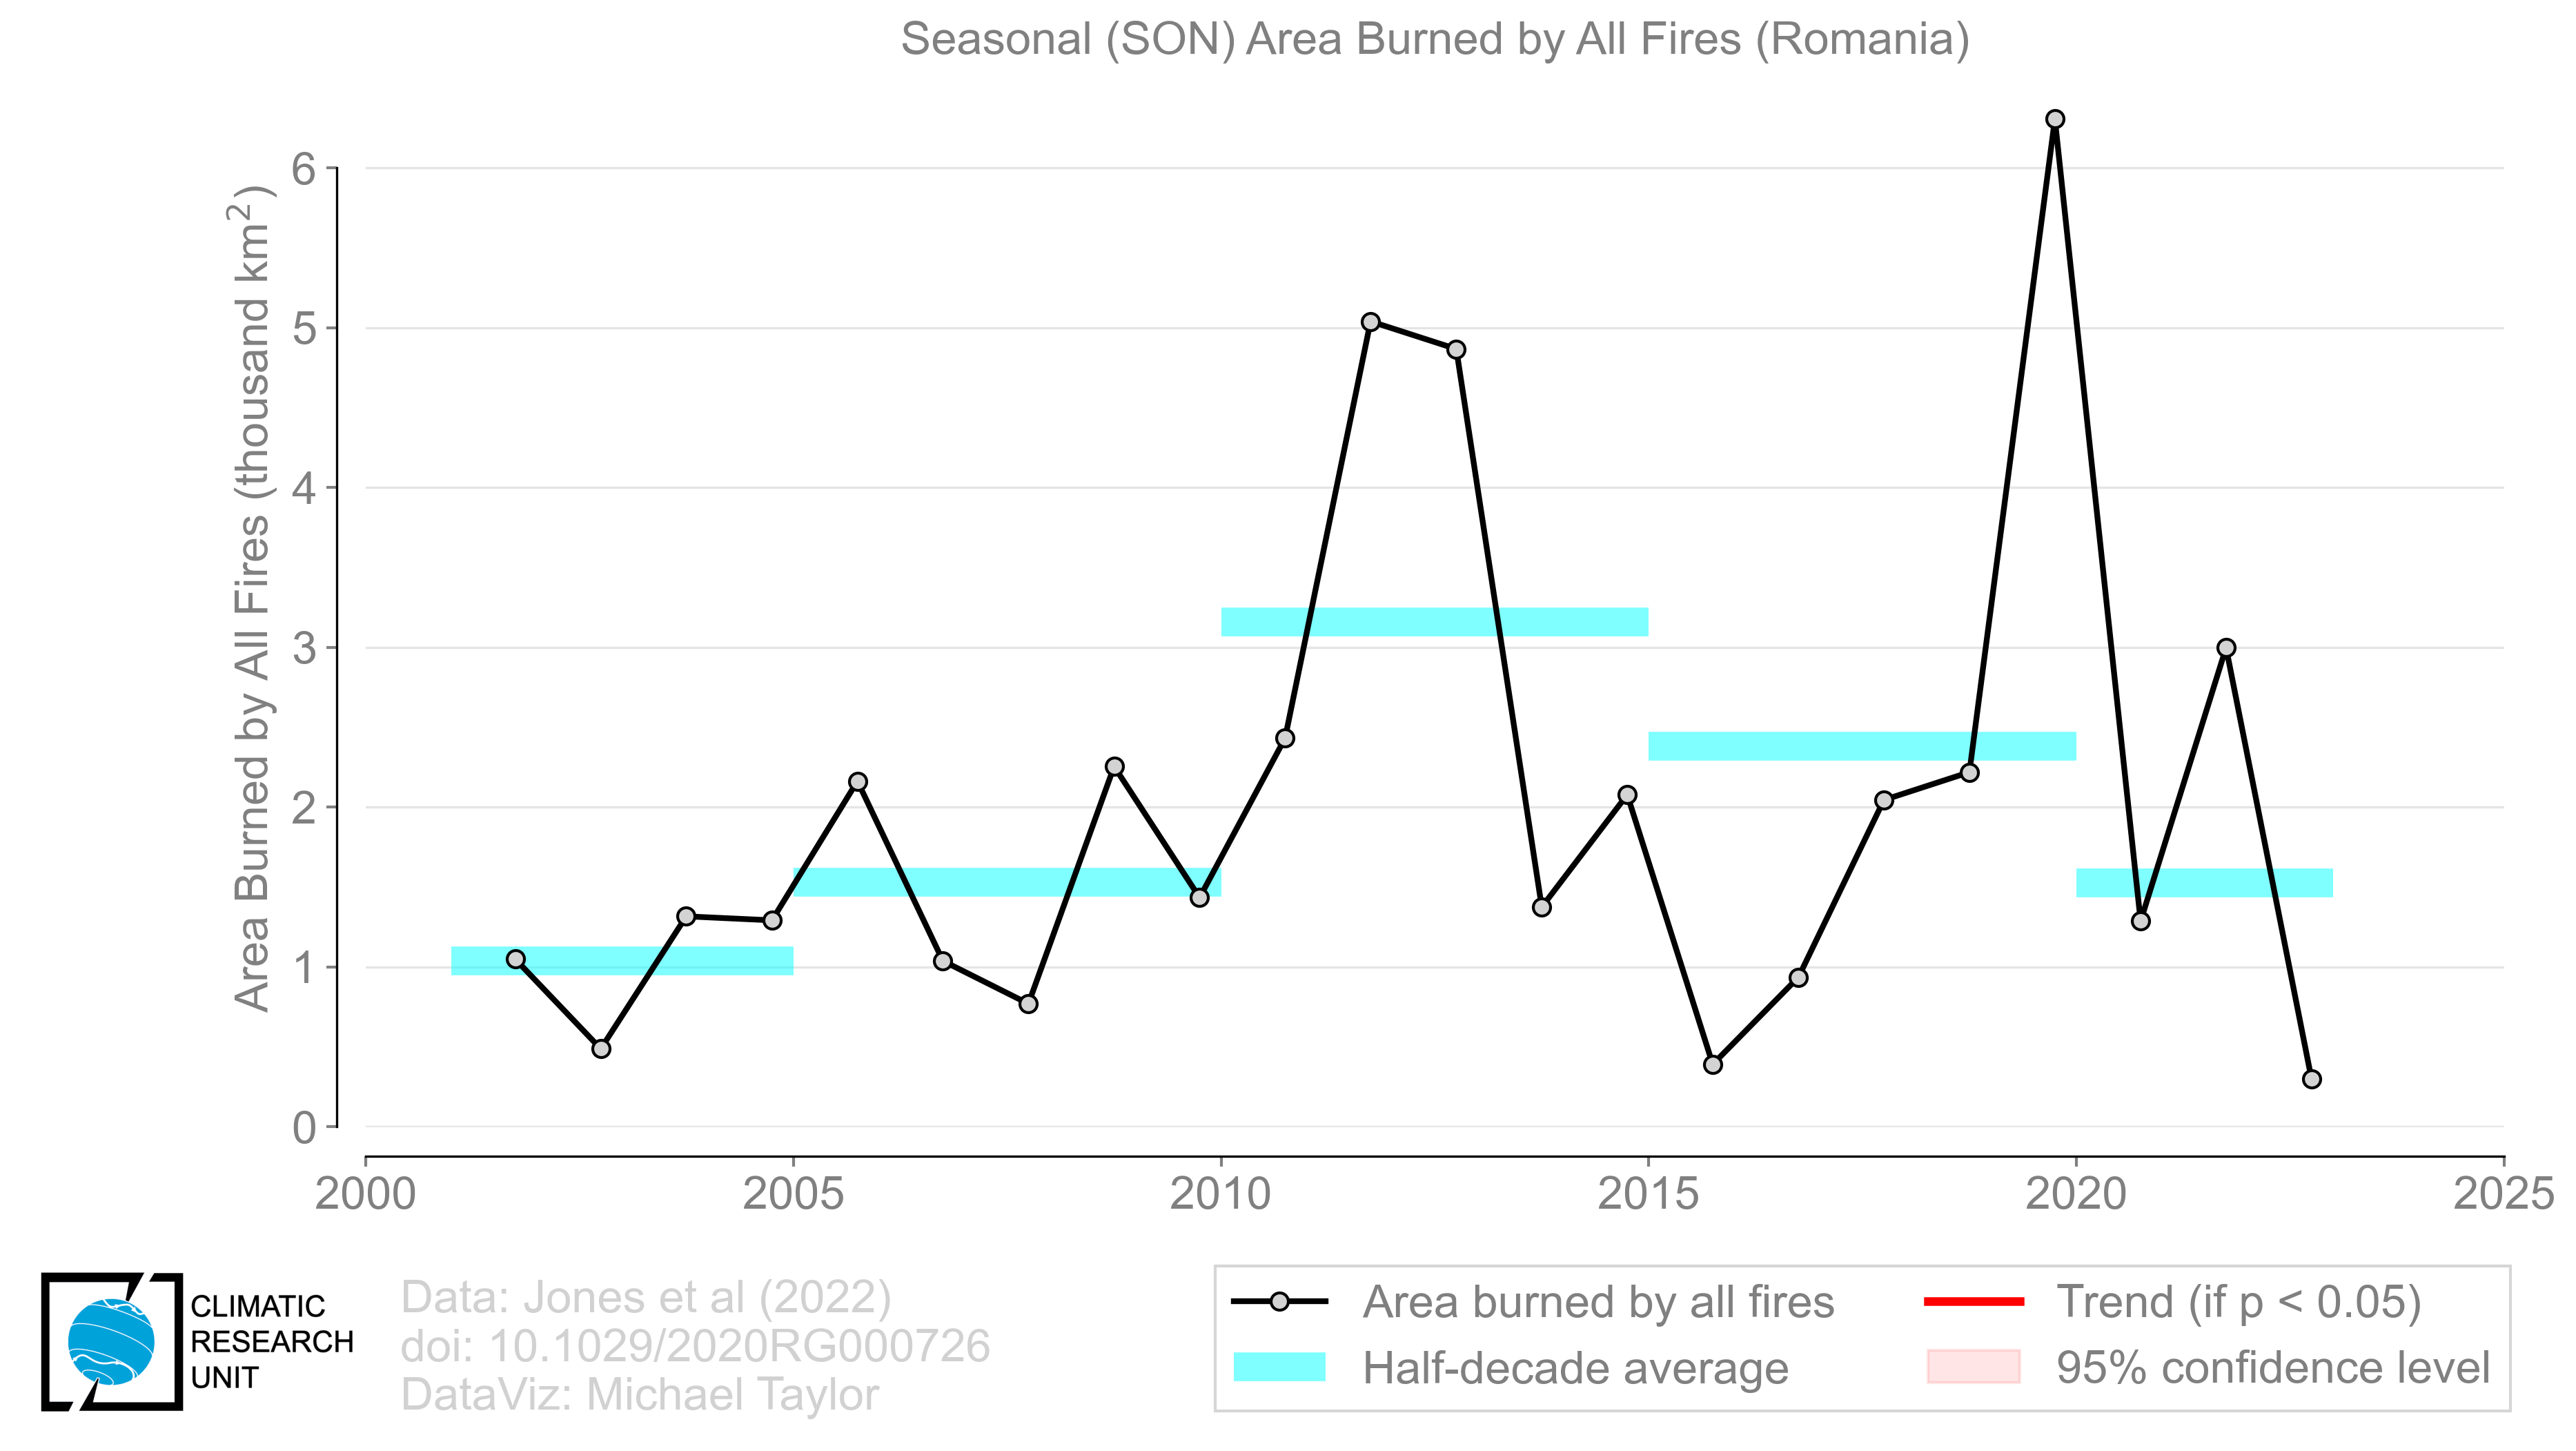 Seasonal (SON) Area Burned by All Fires (Romania)
Area Burned by All Fires (thousand km²)
6
5
4
3
2
1
0
2000 2005 2010 2015 2020 2025
CLIMATIC
RESEARCH
UNIT
Data: Jones et al (2022)
doi: 10.1029/2020RG000726
DataViz: Michael Taylor
Area burned by all fires
Half-decade average
Trend (if p < 0.05)
95% confidence level